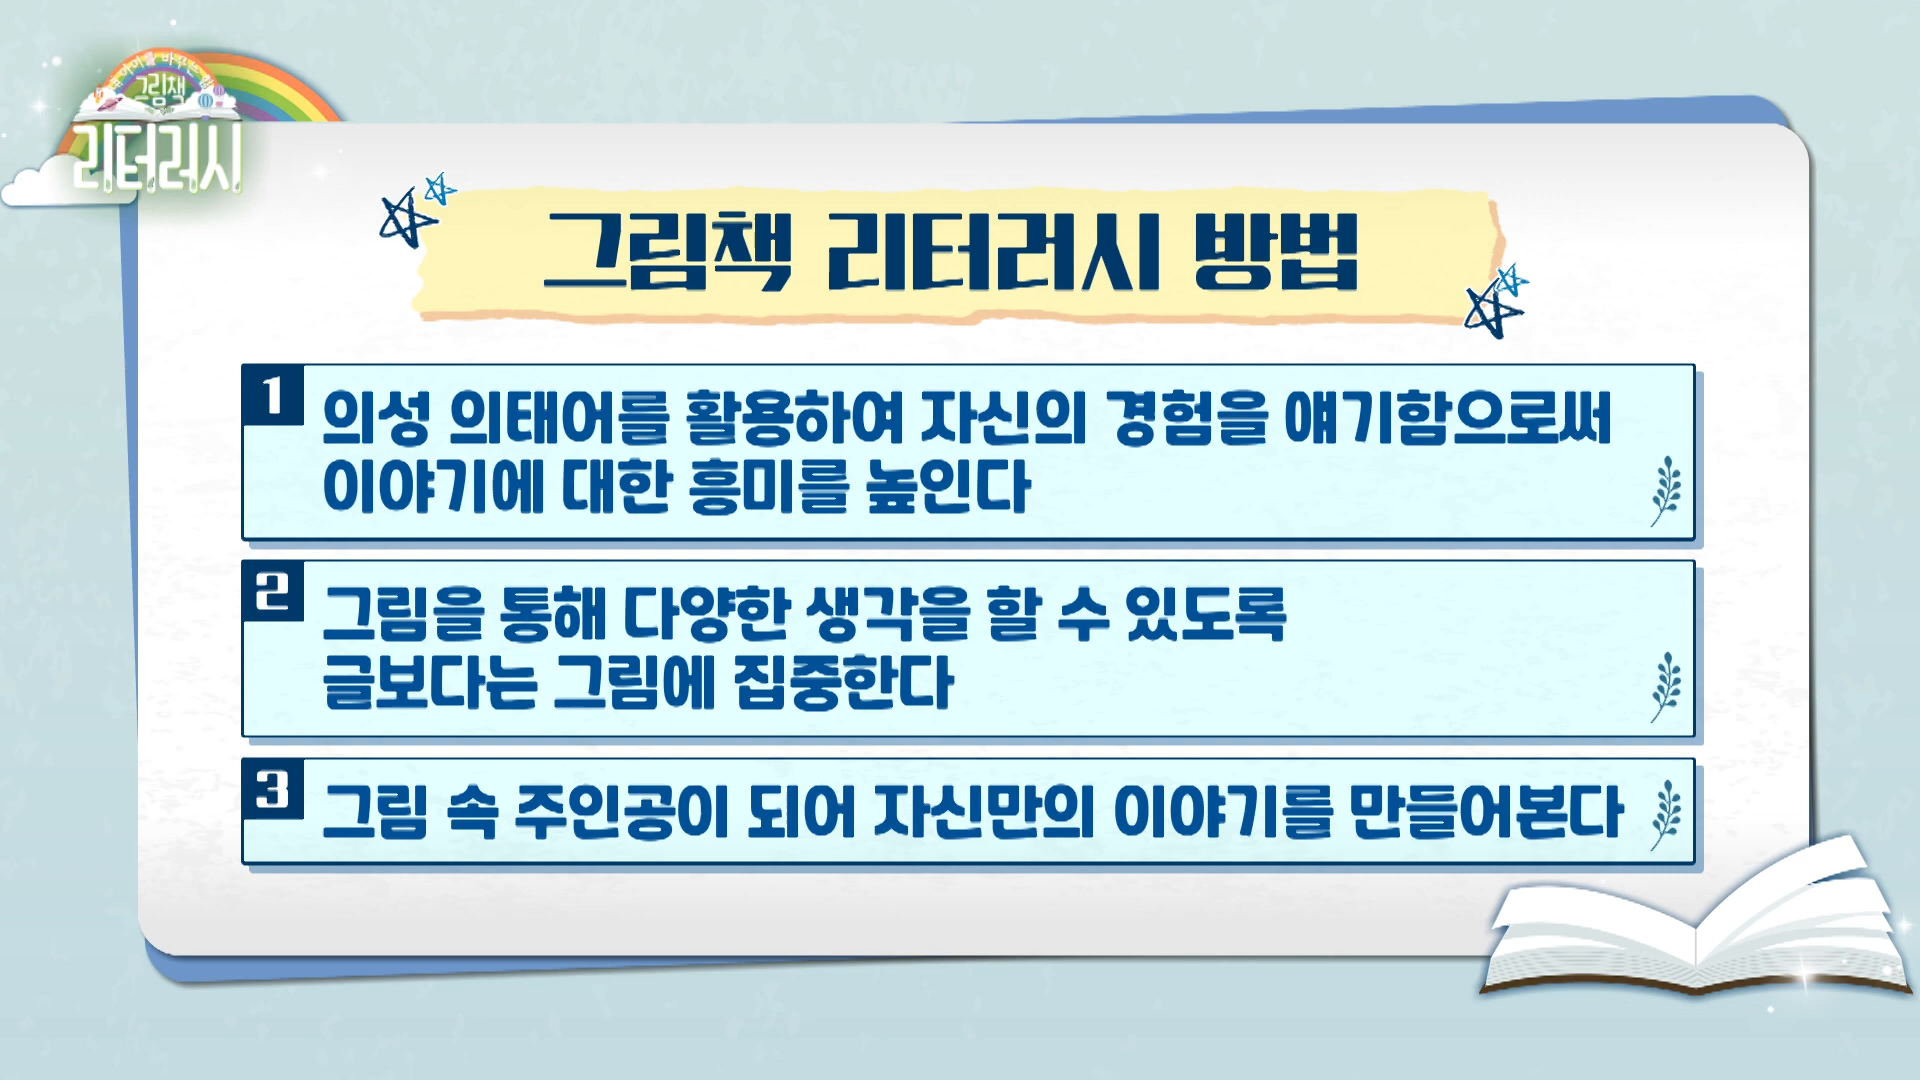 그림책
리터러시
그림책 리터러시 방법
1
의성 의태어를 활용하여 자신의 경험을 얘기함으로써
이야기에 대한 흥미를 높인다
2
그림을 통해 다양한 생각을 할 수 있도록
글보다는 그림에 집중한다
3
그림 속 주인공이 되어 자신만의 이야기를 만들어본다